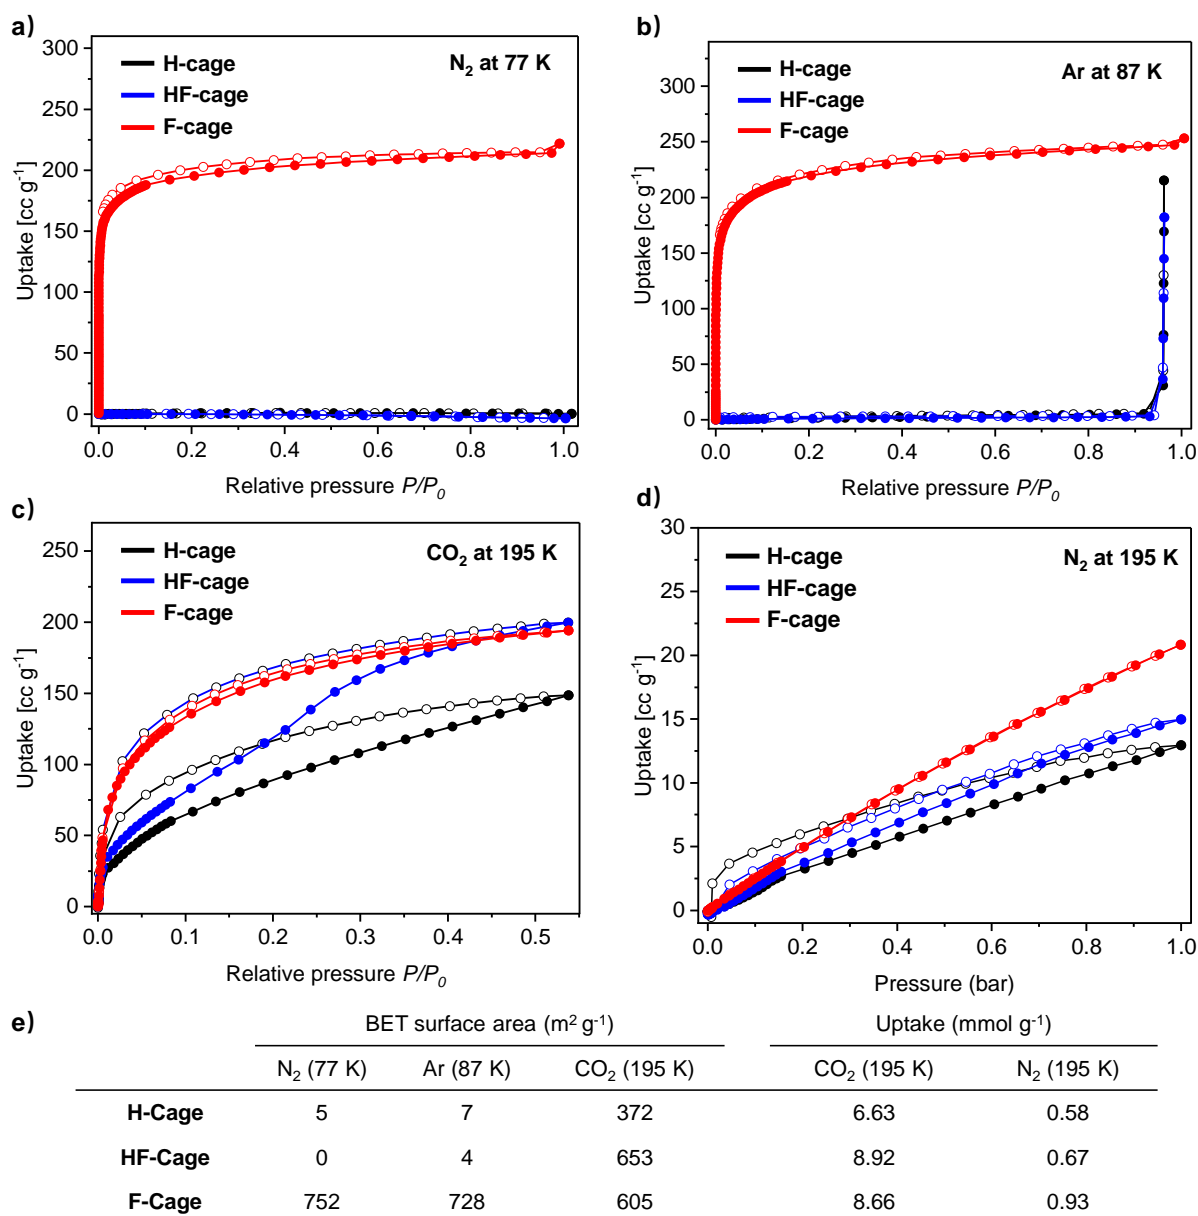 a)
300
250
200
150
100
50
0
Uptake [cc g-1]
H-cage
HF-cage
F-cage
N2 at 77 K
0.0 0.2 0.4 0.6 0.8 1.0
Relative pressure P/P0
b)
300
250
200
150
100
50
0
Uptake [cc g-1]
H-cage
HF-cage
F-cage
Ar at 87 K
0.0 0.2 0.4 0.6 0.8 1.0
Relative pressure P/P0
c)
250
200
150
100
50
0
Uptake [cc g-1]
H-cage
HF-cage
F-cage
CO2 at 195 K
0.0 0.1 0.2 0.3 0.4 0.5
Relative pressure P/P0
d)
30
25
20
15
10
5
0
Uptake [cc g-1]
H-cage
HF-cage
F-cage
N2 at 195 K
0.0 0.2 0.4 0.6 0.8 1.0
Pressure (bar)
e)
BET surface area (m2 g-1) Uptake (mmol g-1)
N2 (77 K) Ar (87 K) CO2 (195 K) CO2 (195 K) N2 (195 K)
H-Cage 5 7 372 6.63 0.58
HF-Cage 0 4 653 8.92 0.67
F-Cage 752 728 605 8.66 0.93